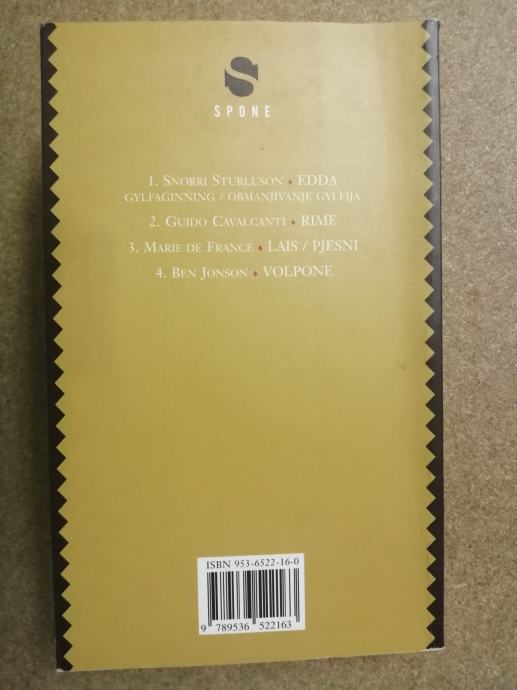 S
SPONE
1. SNORRI STURLUSON ♦ EDDA
GYLFAGINNING / OBMANJIVANJE GYLFIJA
2. GUIDO CAVALCANTI ♦ RIME
3. MARIE DE FRANCE ♦ LAIS / PJESNI
4. BEN JONSON ♦ VOLPONE
ISBN 953-6522-16-0
9 789536 522163